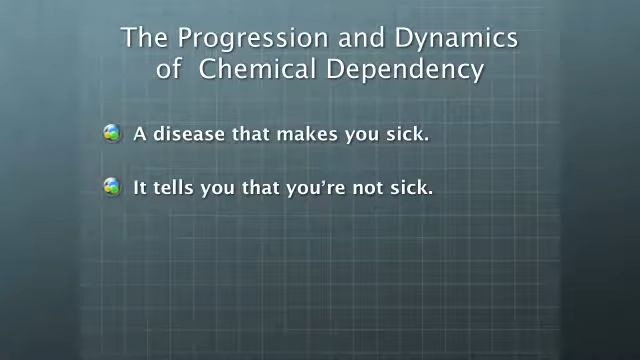 The Progression and Dynamics
of Chemical Dependency
A disease that makes you sick.
It tells you that you're not sick.